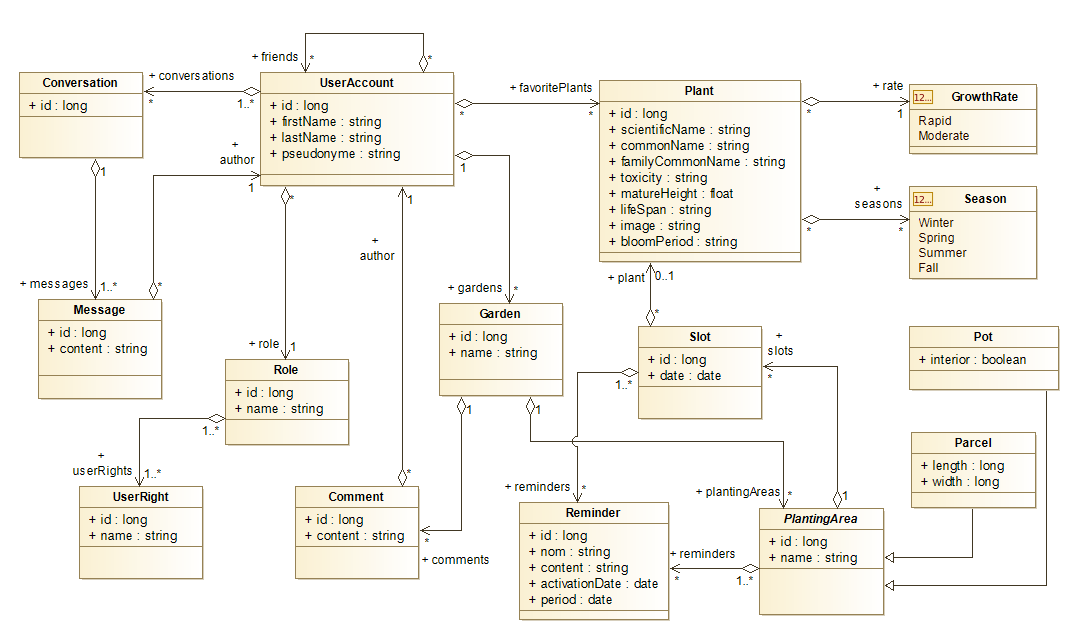 + friends
*
*
Conversation
+ id : long
+ conversations
*
1..*
UserAccount
+ id : long
+ firstName : string
+ lastName : string
+ pseudonyme : string
+ favoritePlants
*
*
Plant
+ id : long
+ scientificName : string
+ commonName : string
+ familyCommonName : string
+ toxicity : string
+ matureHeight : float
+ lifeSpan : string
+ image : string
+ bloomPeriod : string
+ rate
*
1
12...
GrowthRate
Rapid
Moderate
+
seasons
*
*
12...
Season
Winter
Spring
Summer
Fall
1
+
author
1
1
*
1
+
author
+ messages
1..*
*
Message
+ id : long
+ content : string
+ gardens
*
Garden
+ id : long
+ name : string
+ plant
0..1
*
Slot
+ id : long
+ date : date
1..*
+
slots
*
Pot
+ interior : boolean
+ role
1
Role
+ id : long
+ name : string
1..*
1
1
Parcel
+ length : long
+ width : long
+
userRights
1..*
UserRight
+ id : long
+ name : string
*
Comment
+ id : long
+ content : string
*
+ comments
+ reminders
*
Reminder
+ id : long
+ nom : string
+ content : string
+ activationDate : date
+ period : date
+ plantingAreas
*
1
PlantingArea
+ id : long
+ name : string
+ reminders
*
1..*